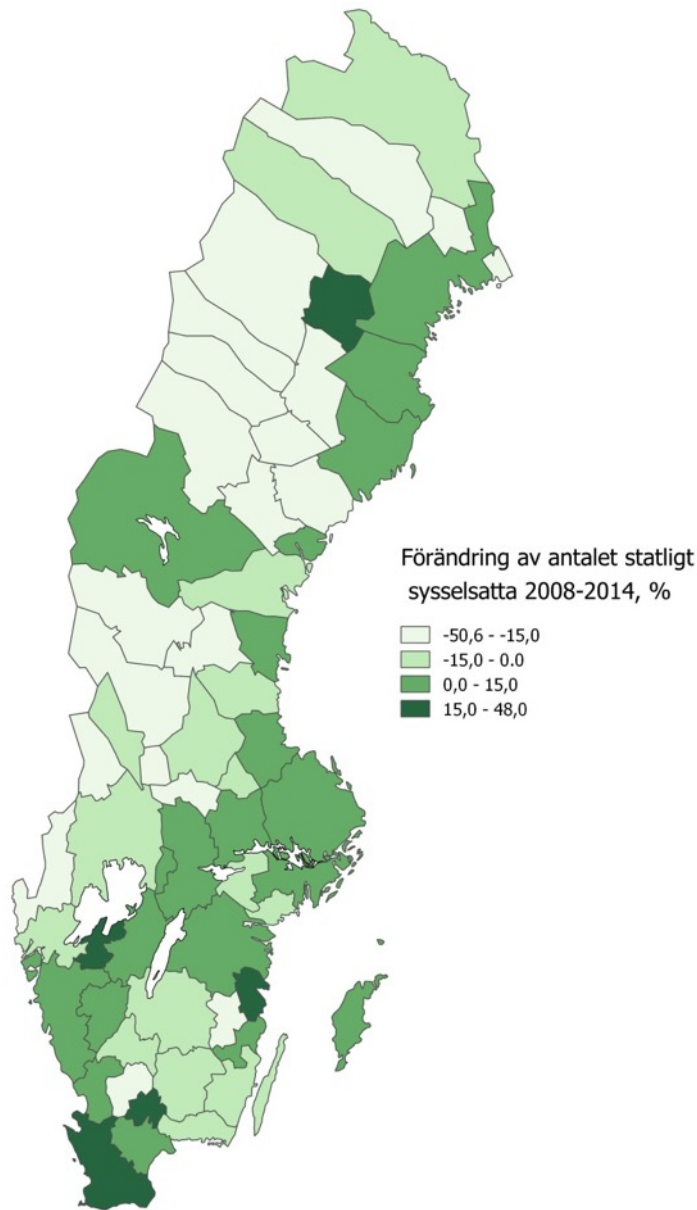 Förändring av antalet statligt
sysselsatta 2008-2014, %
-50,6 - -15,0
-15,0 - 0.0
0,0 - 15,0
15,0 - 48,0